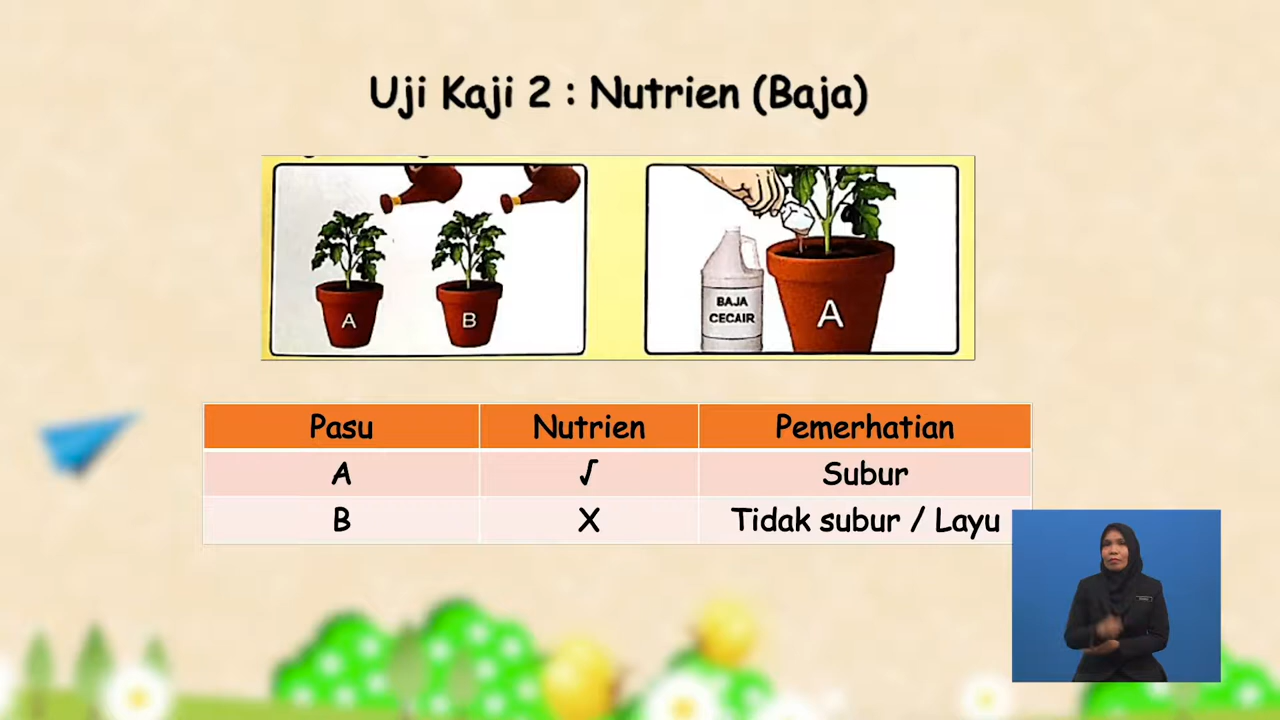 Uji Kaji 2 : Nutrien (Baja)
A
B
BAJA
CECAIR
A
Pasu Nutrien Pemerhatian
A √ Subur
B X Tidak subur / Layu